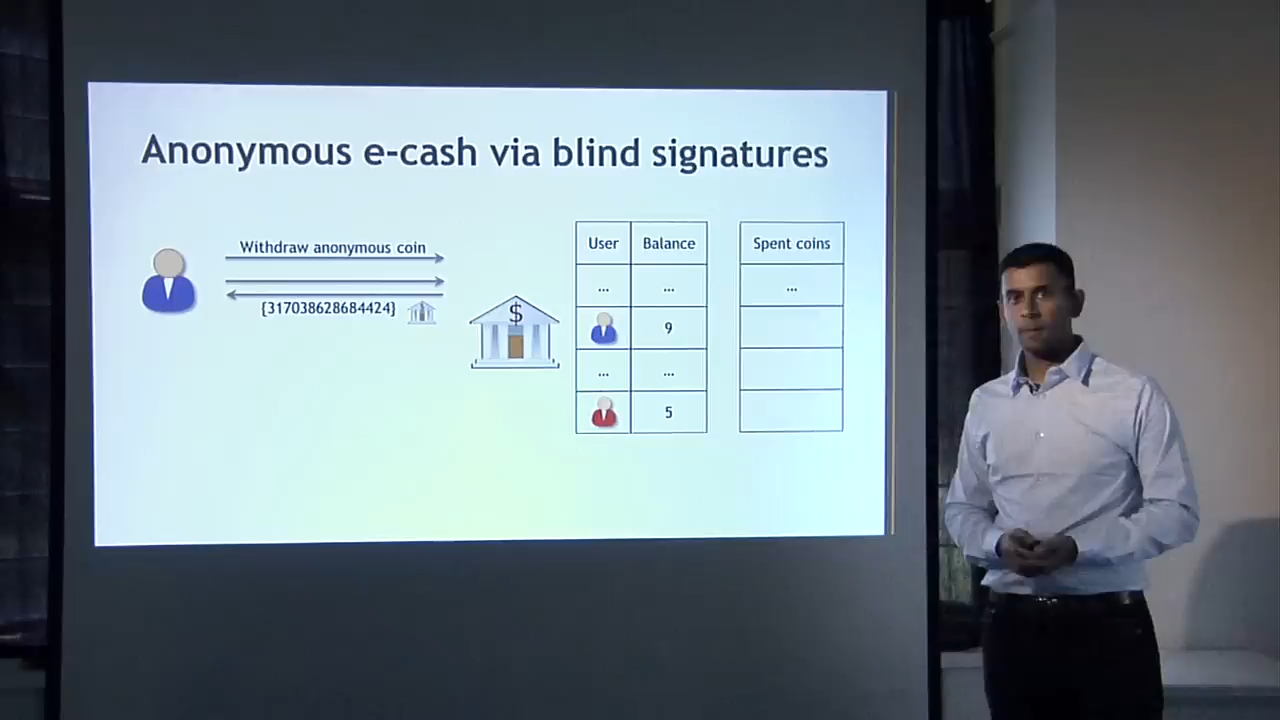 Anonymous e-cash via blind signatures
Withdraw anonymous coin
{317038628684424}
$
User Balance
... ...
9
... ...
5
Spent coins
...